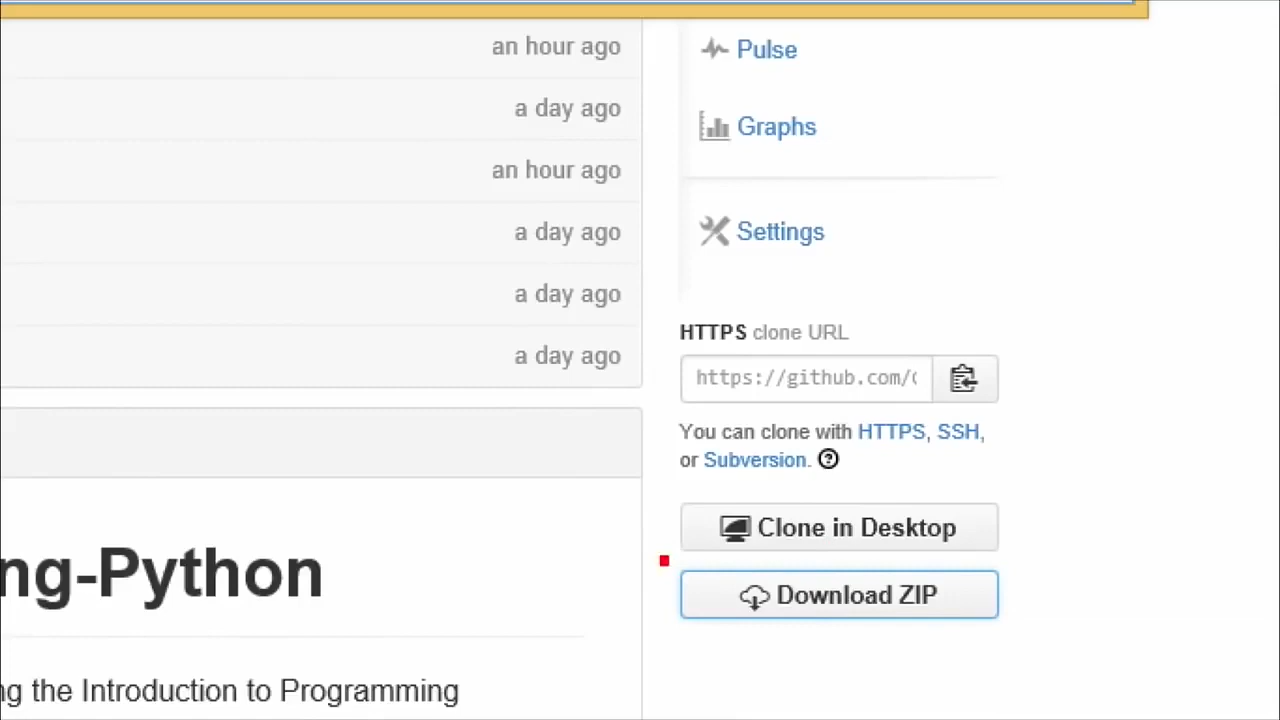 an hour ago
a day ago
an hour ago
a day ago
a day ago
a day ago
Pulse
Graphs
Settings
HTTPS clone URL
https://github.com/
You can clone with HTTPS, SSH,
or Subversion.
Clone in Desktop
Download ZIP
ng-Python
ng the Introduction to Programming